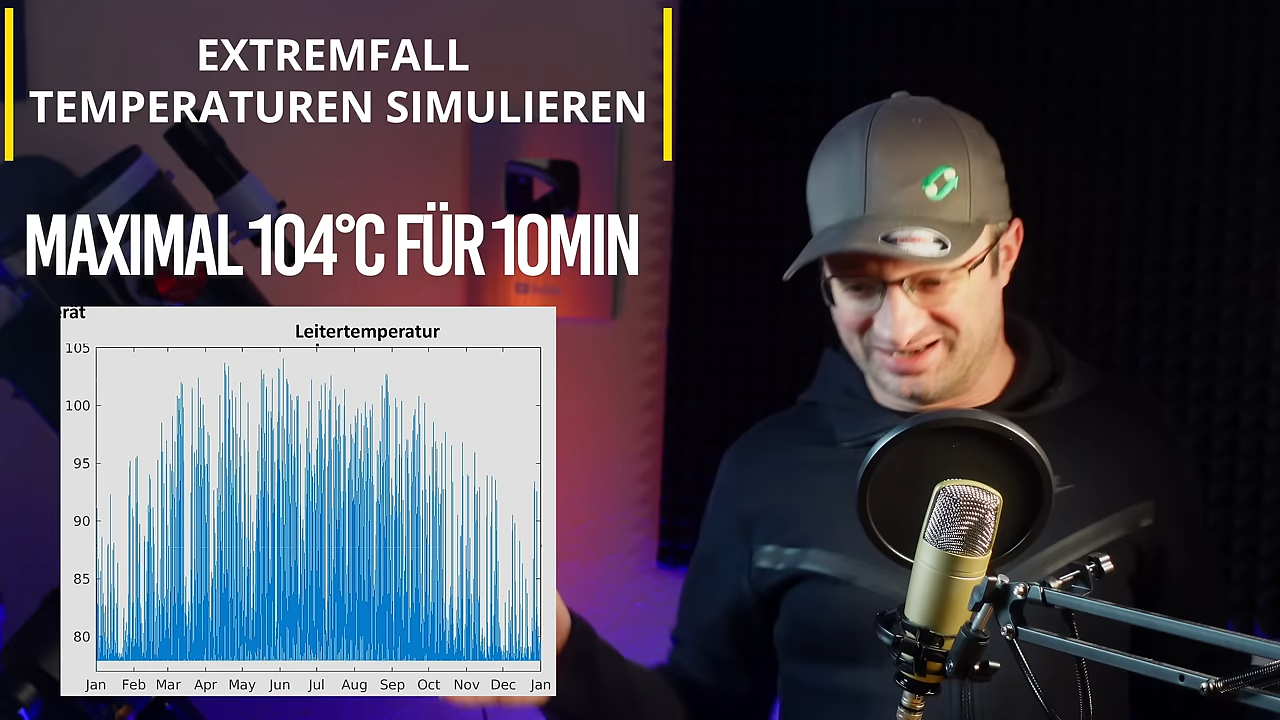 EXTREMFALL
TEMPERATUREN SIMULIEREN
MAXIMAL 104°C FÜR 10MIN
erät
Leitertemperatur
105
100
95
90
85
80
Jan Feb Mar Apr May Jun Jul Aug Sep Oct Nov Dec Jan